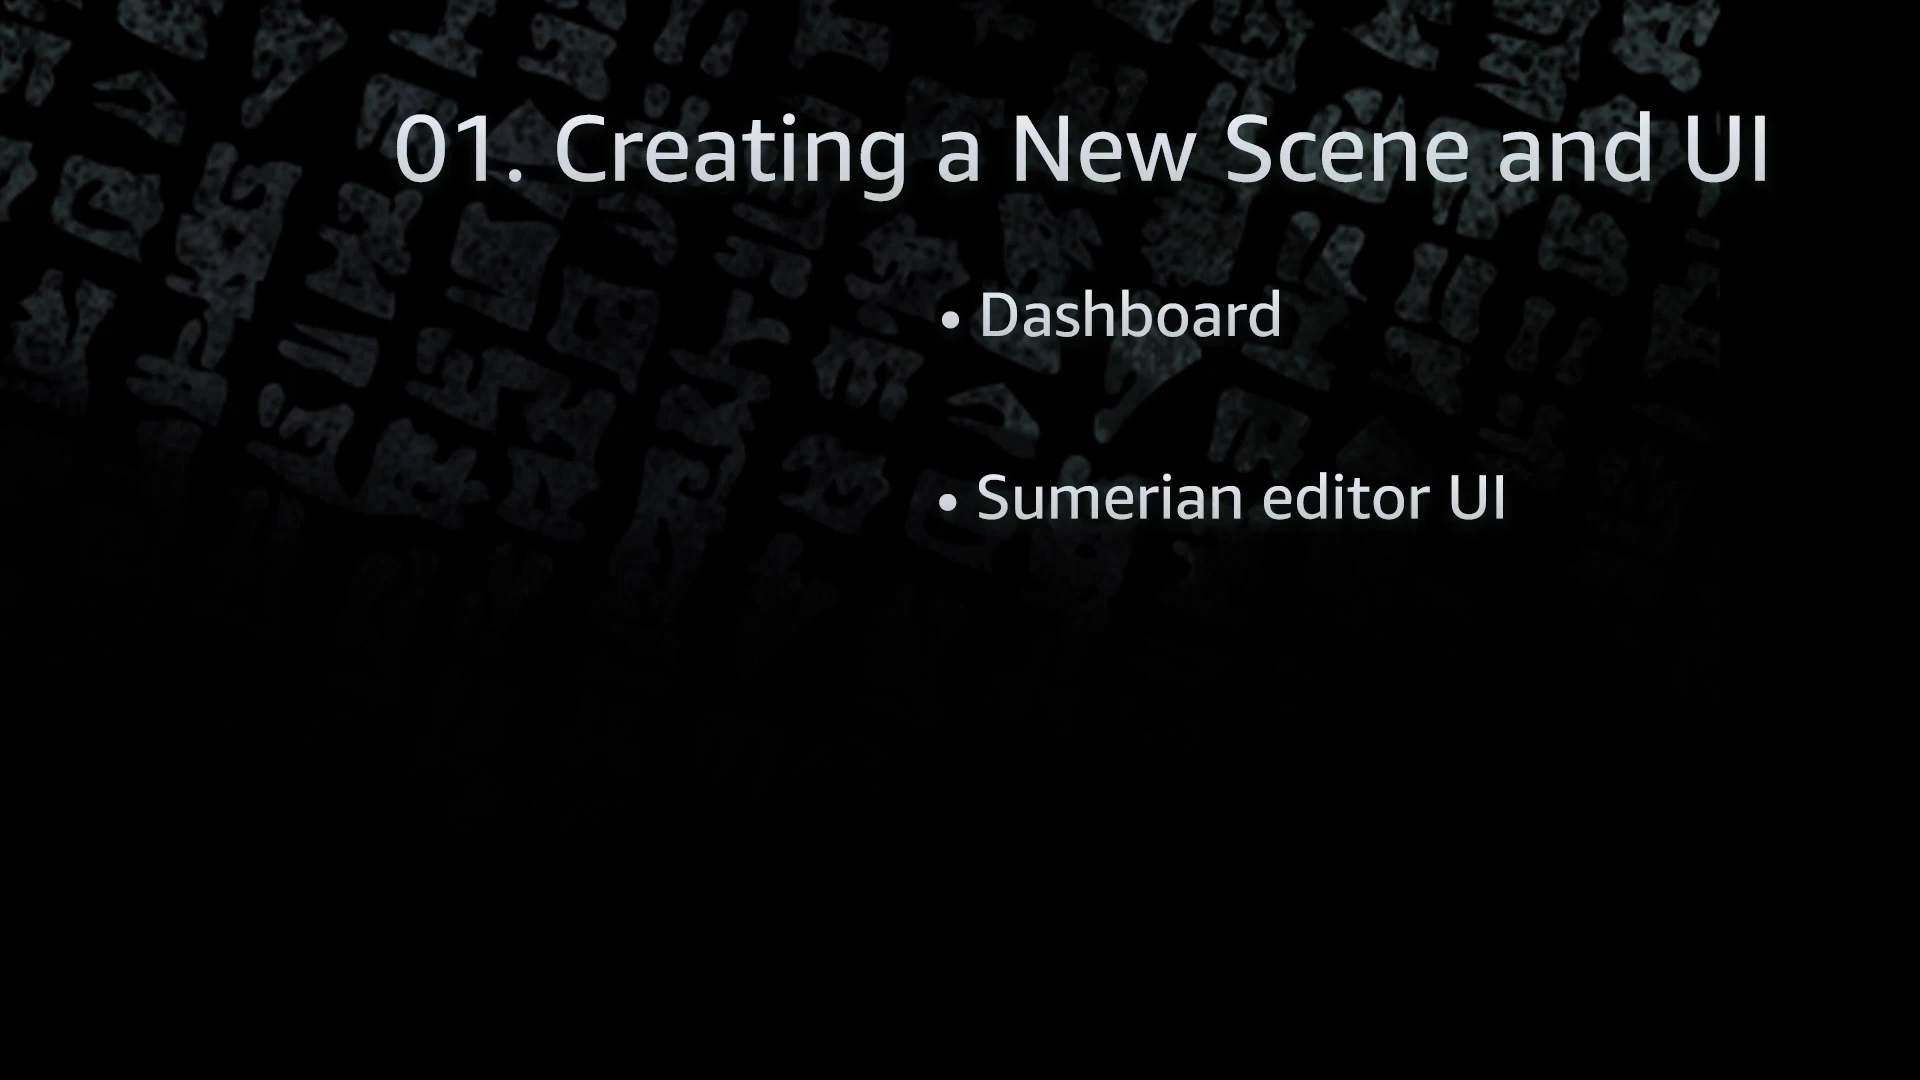 01. Creating a New Scene and UI
• Dashboard
• Sumerian editor UI